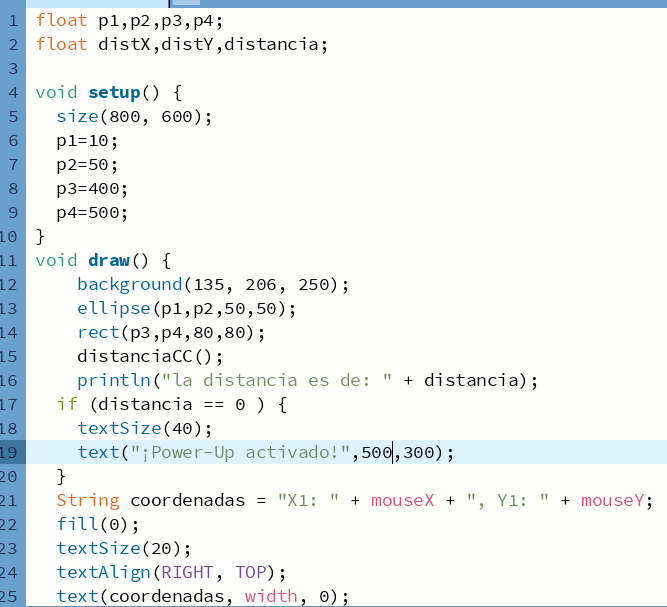 1 float p1,p2,p3,p4;
2 float distX,distY,distancia;
3
4 void setup() {
5   size(800, 600);
6   p1=10;
7   p2=50;
8   p3=400;
9   p4=500;
10 }
11 void draw() {
12     background(135, 206, 250);
13     ellipse(p1,p2,50,50);
14     rect(p3,p4,80,80);
15     distanciaCC();
16     println("la distancia es de: " + distancia);
17   if (distancia == 0 ) {
18     textSize(40);
19     text("¡Power-Up activado!",500,300);
20   }
21   String coordenadas = "X1: " + mouseX + ", Y1: " + mouseY;
22   fill(0);
23   textSize(20);
24   textAlign(RIGHT, TOP);
25   text(coordenadas, width, 0);